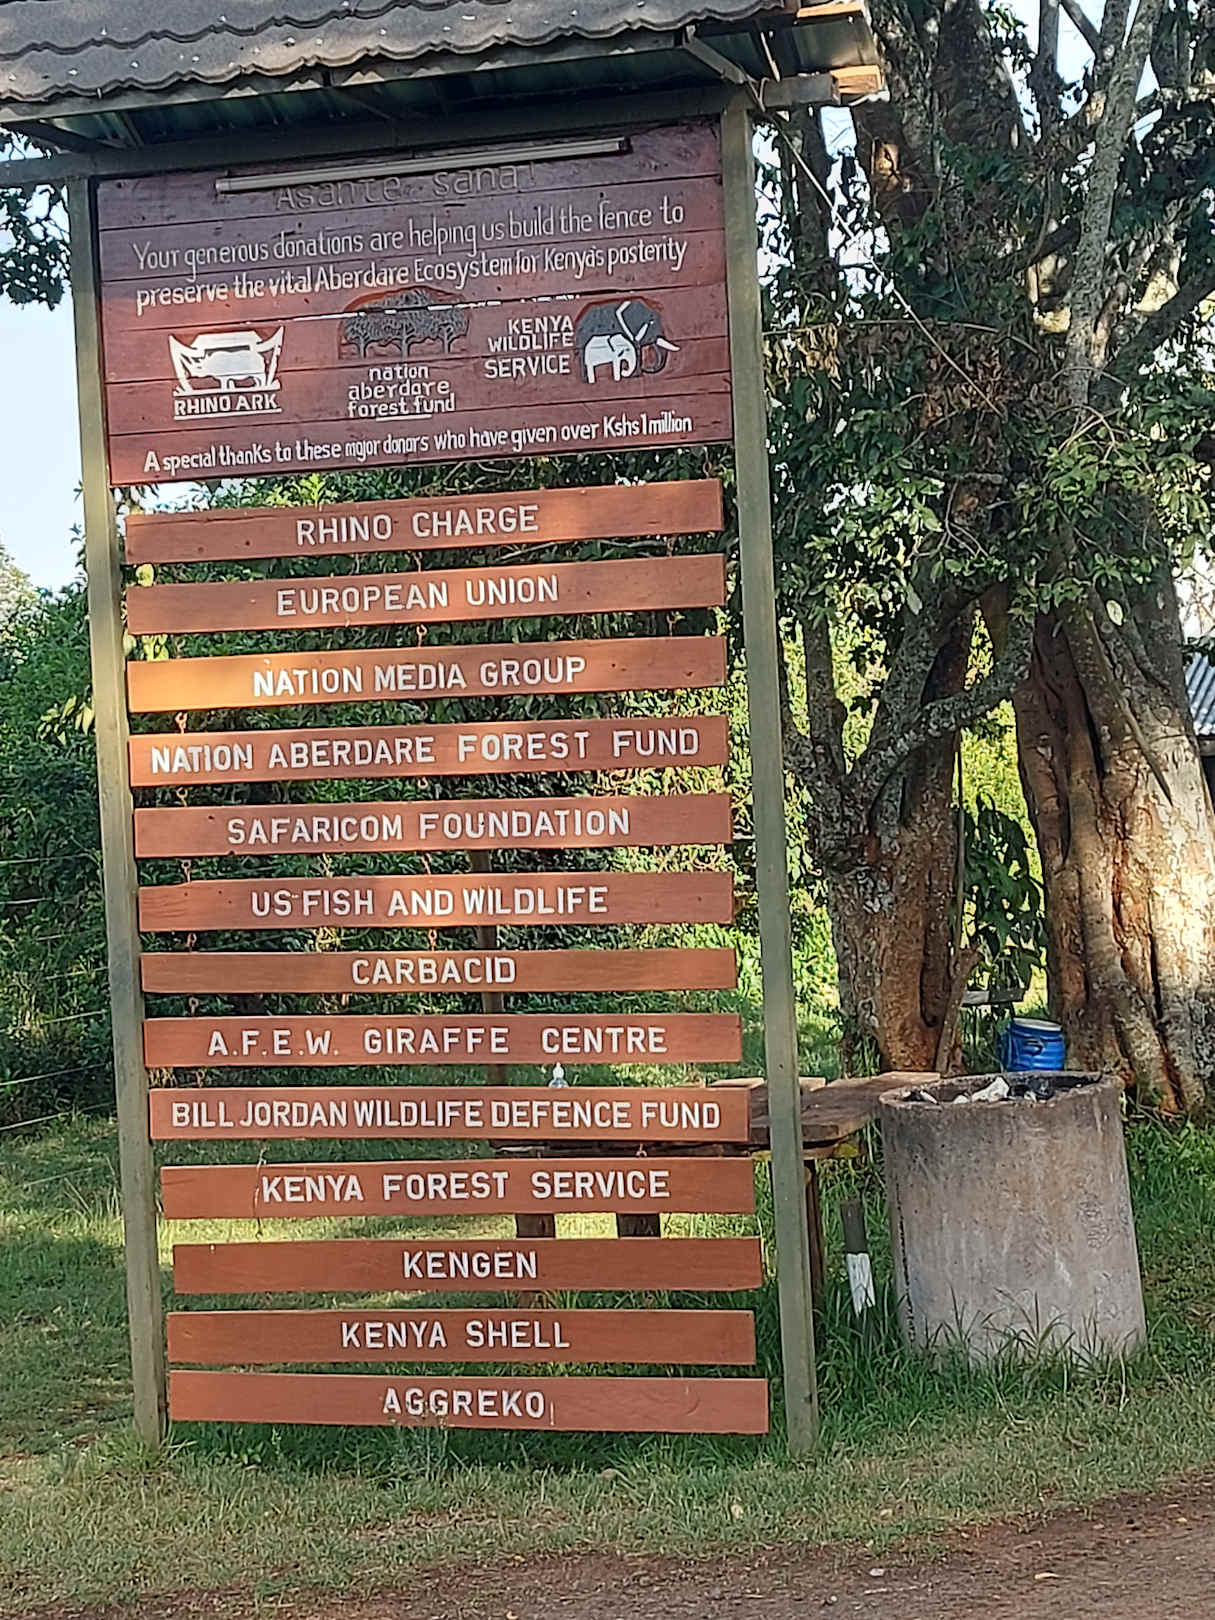 Asante sana!
Your generous donations are helping us build the fence to
preserve the vital Aberdare Ecosystem for Kenya's posterity
RHINO ARK
nation
aberdare
forest fund
KENYA
WILDLIFE
SERVICE
A special thanks to these major donors who have given over Kshs 1 million
RHINO CHARGE
EUROPEAN UNION
NATION MEDIA GROUP
NATION ABERDARE FOREST FUND
SAFARICOM FOUNDATION
US FISH AND WILDLIFE
CARBACID
A.F.E.W. GIRAFFE CENTRE
BILL JORDAN WILDLIFE DEFENCE FUND
KENYA FOREST SERVICE
KENGEN
KENYA SHELL
AGGREKO